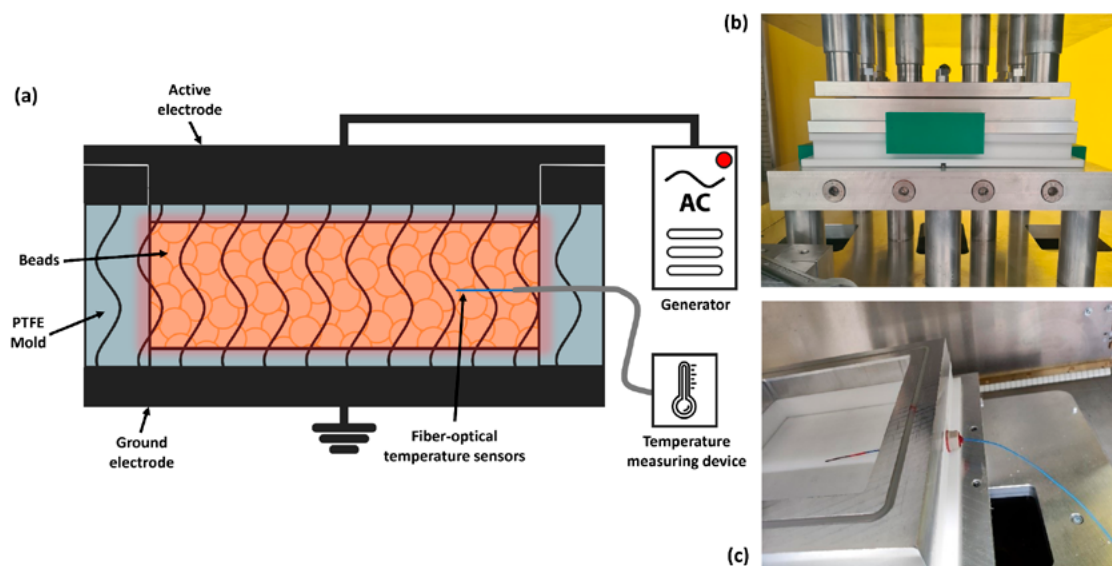 (a)
Active
electrode
Beads
PTFE
Mold
Ground
electrode
Fiber-optical
temperature sensors
AC
Generator
Temperature
measuring device
(b)
(c)